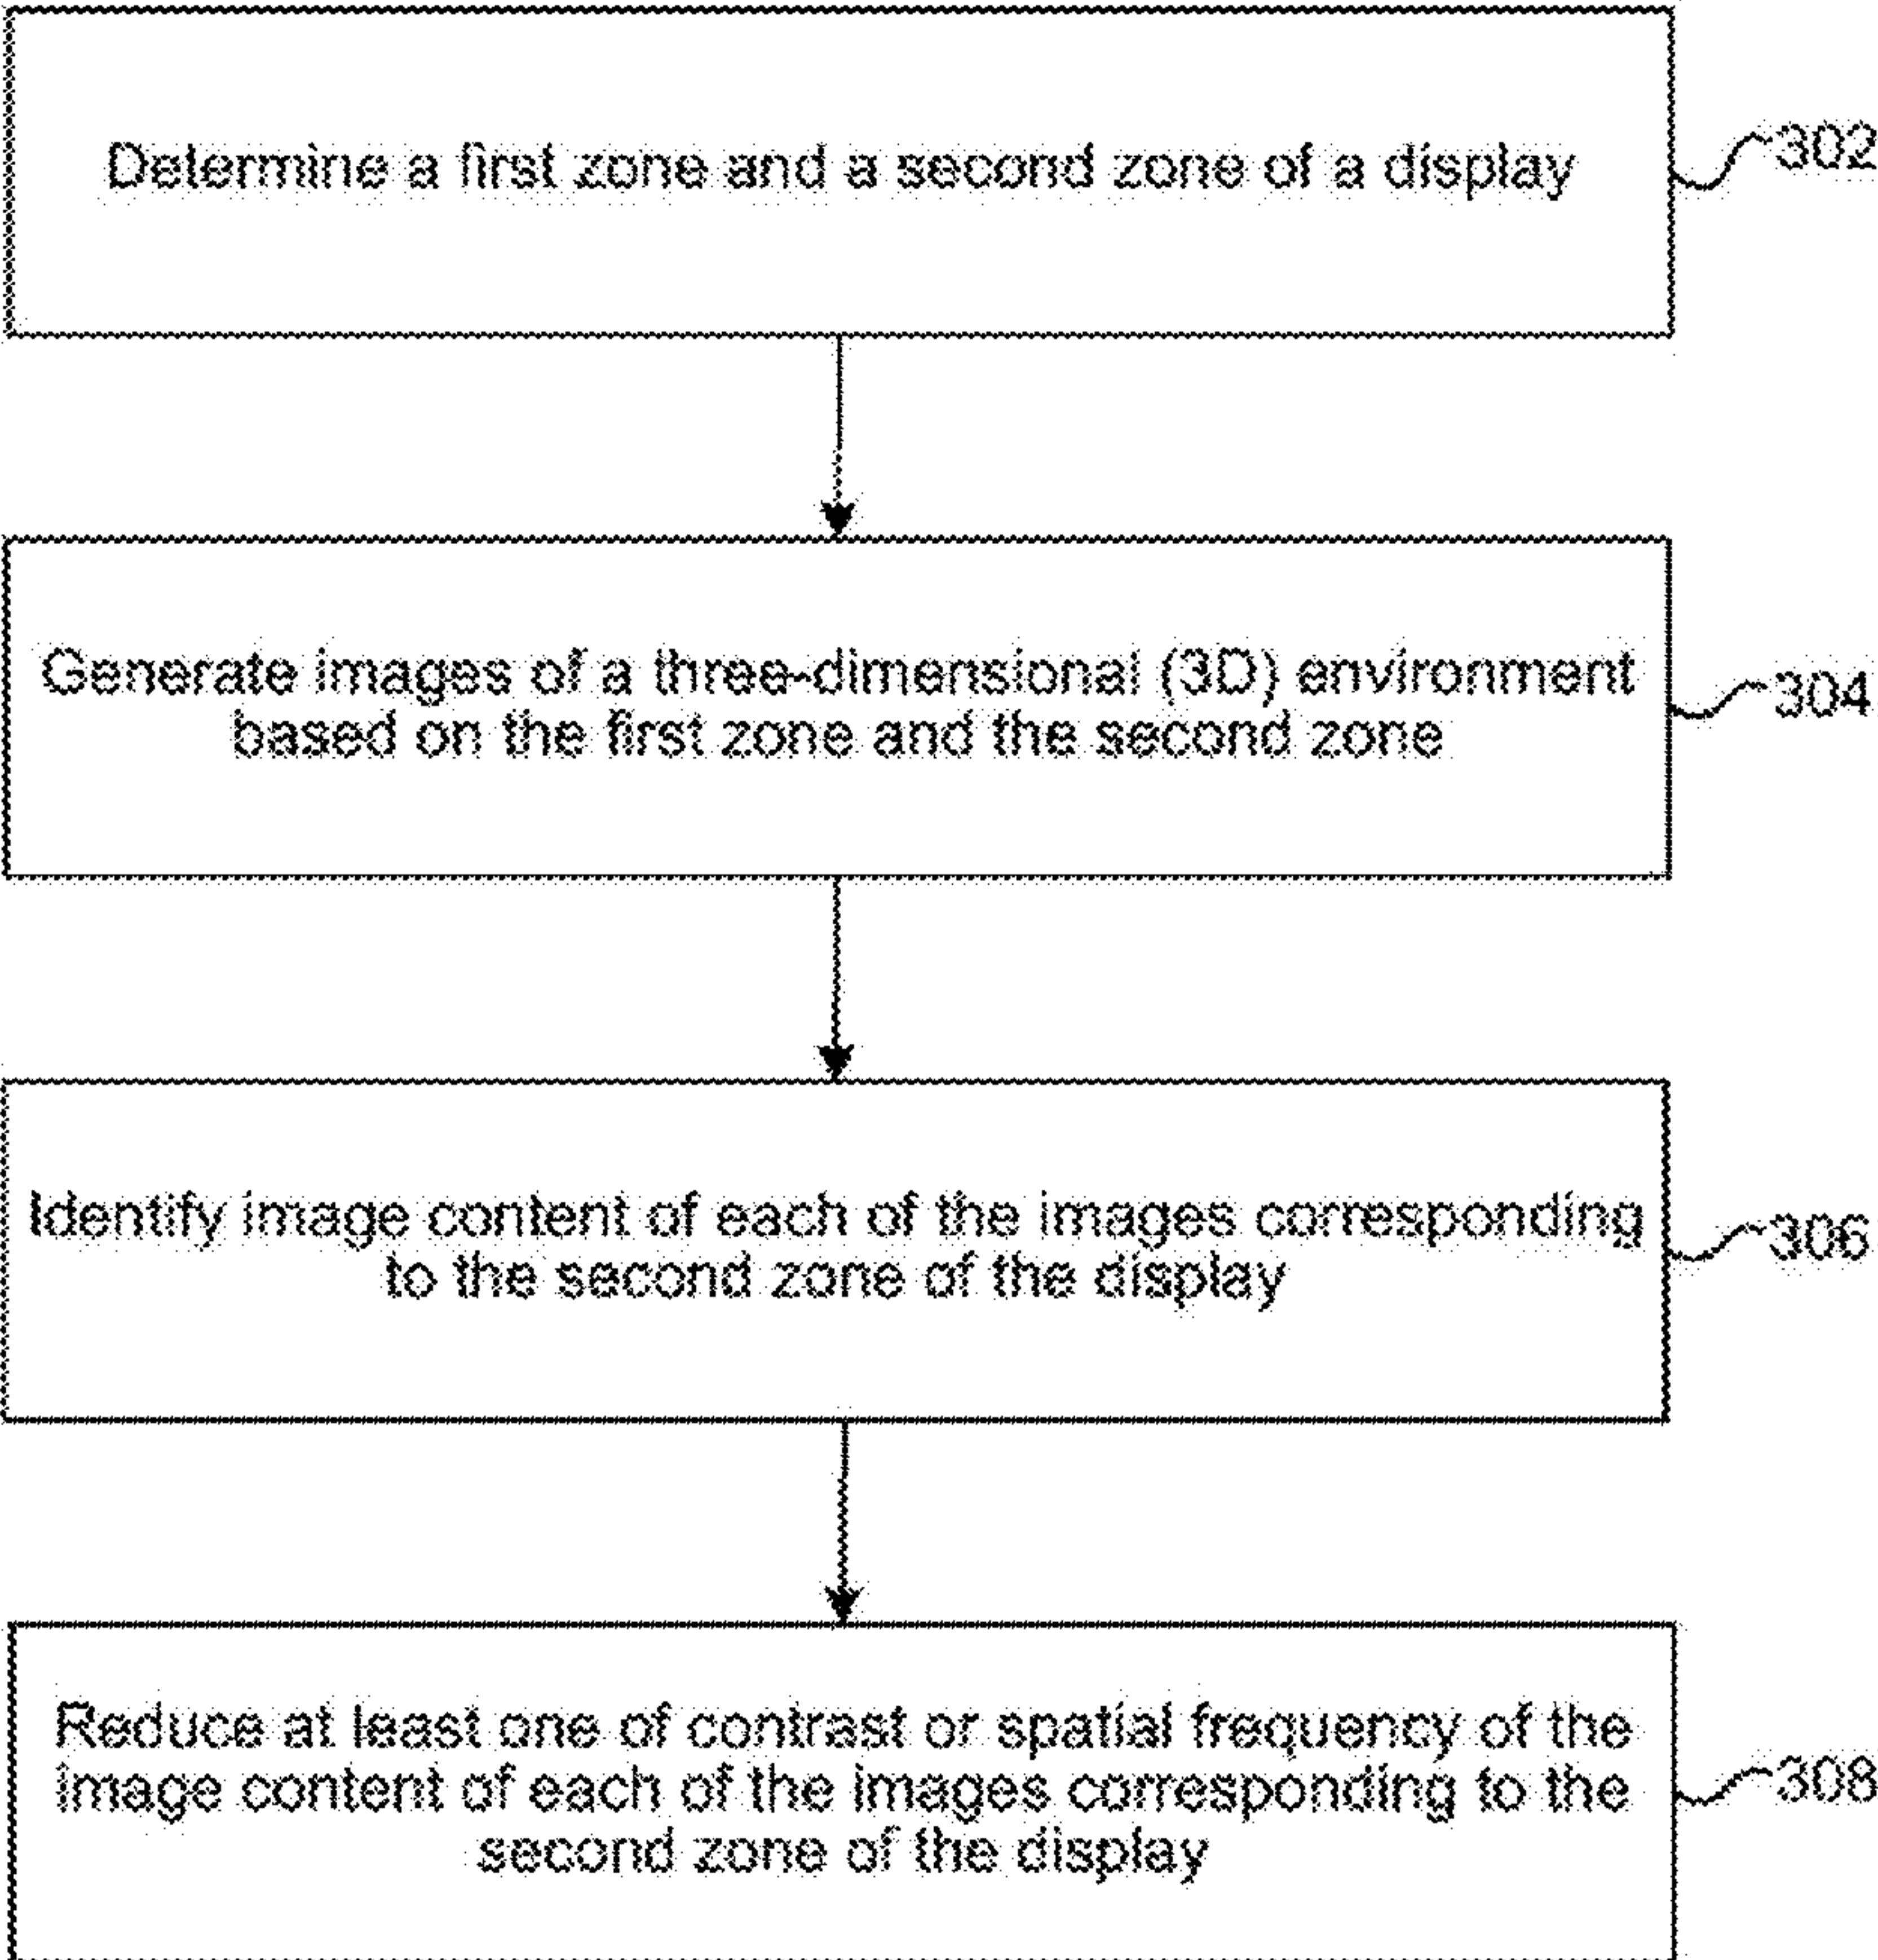 Determine a first zone and a second zone of a display
302
Generate images of a three-dimensional (3D) environment
based on the first zone and the second zone
304
Identify image content of each of the images corresponding
to the second zone of the display
306
Reduce at least one of contrast or spatial frequency of the
image content of each of the images corresponding to the
second zone of the display
308